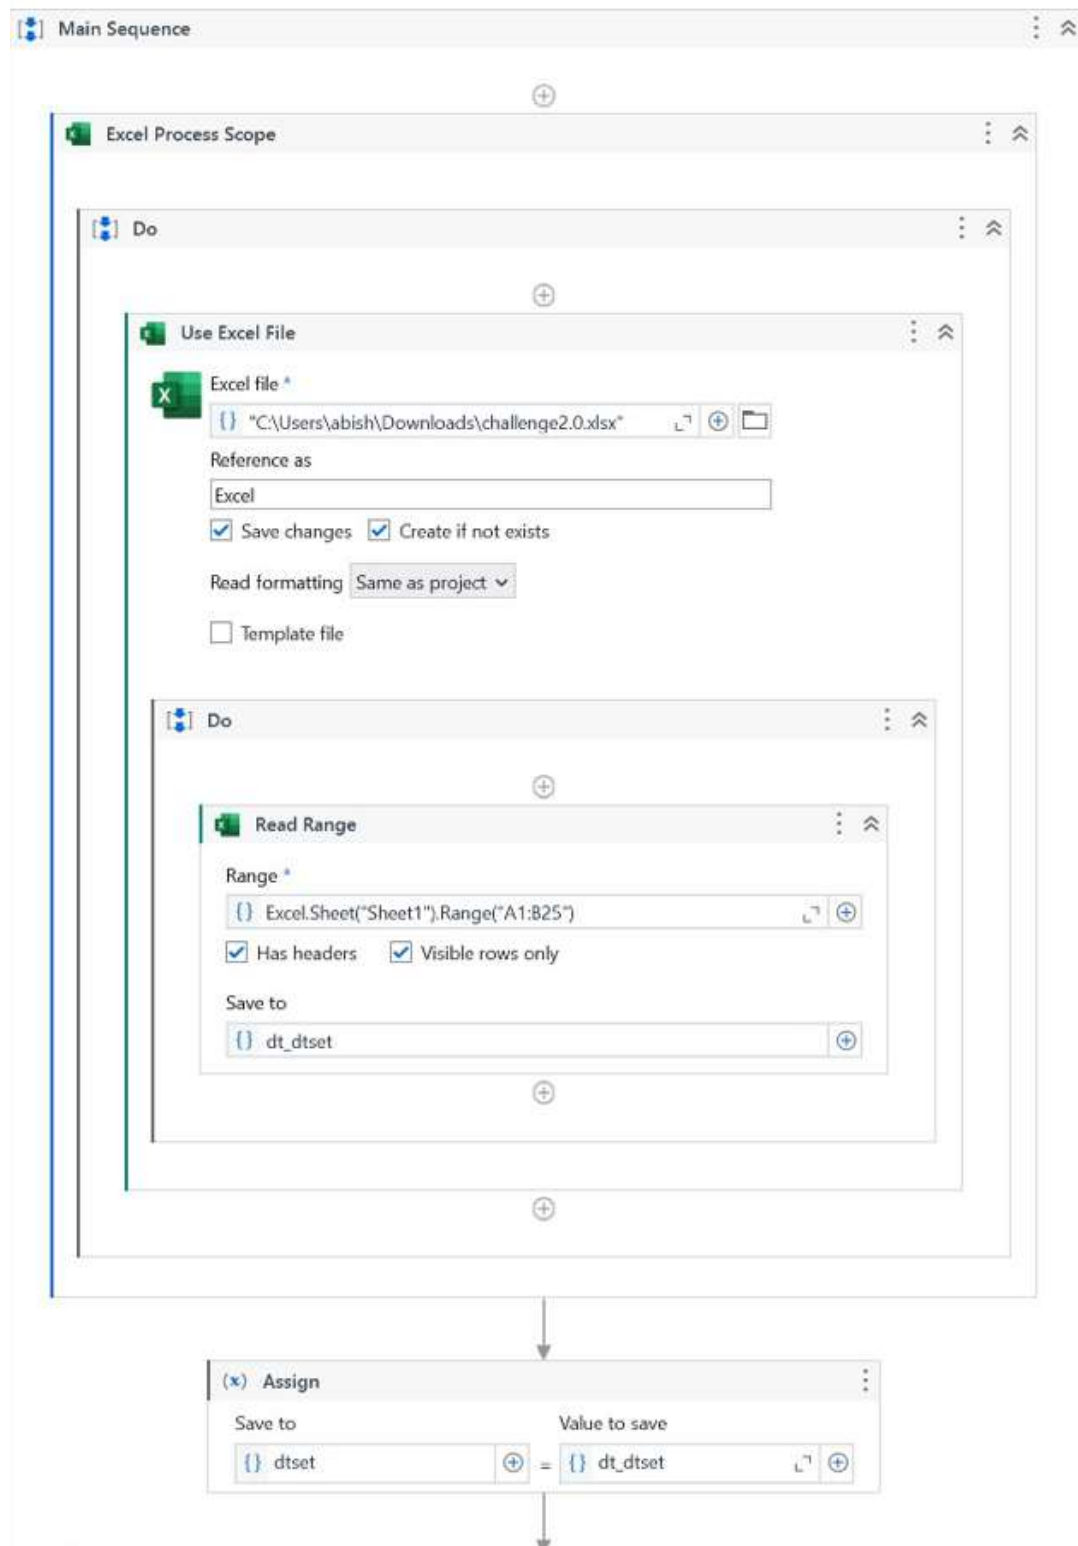 Main Sequence
Excel Process Scope
Do
Use Excel File
Excel file *
"C:\Users\abish\Downloads\challenge2.0.xlsx"
Reference as
Excel
Save changes Create if not exists
Read formatting Same as project
Template file
Do
Read Range
Range *
Excel.Sheet("Sheet1").Range("A1:B25")
Has headers Visible rows only
Save to
dt_dtset
(x) Assign
Save to Value to save
dtset = dt_dtset